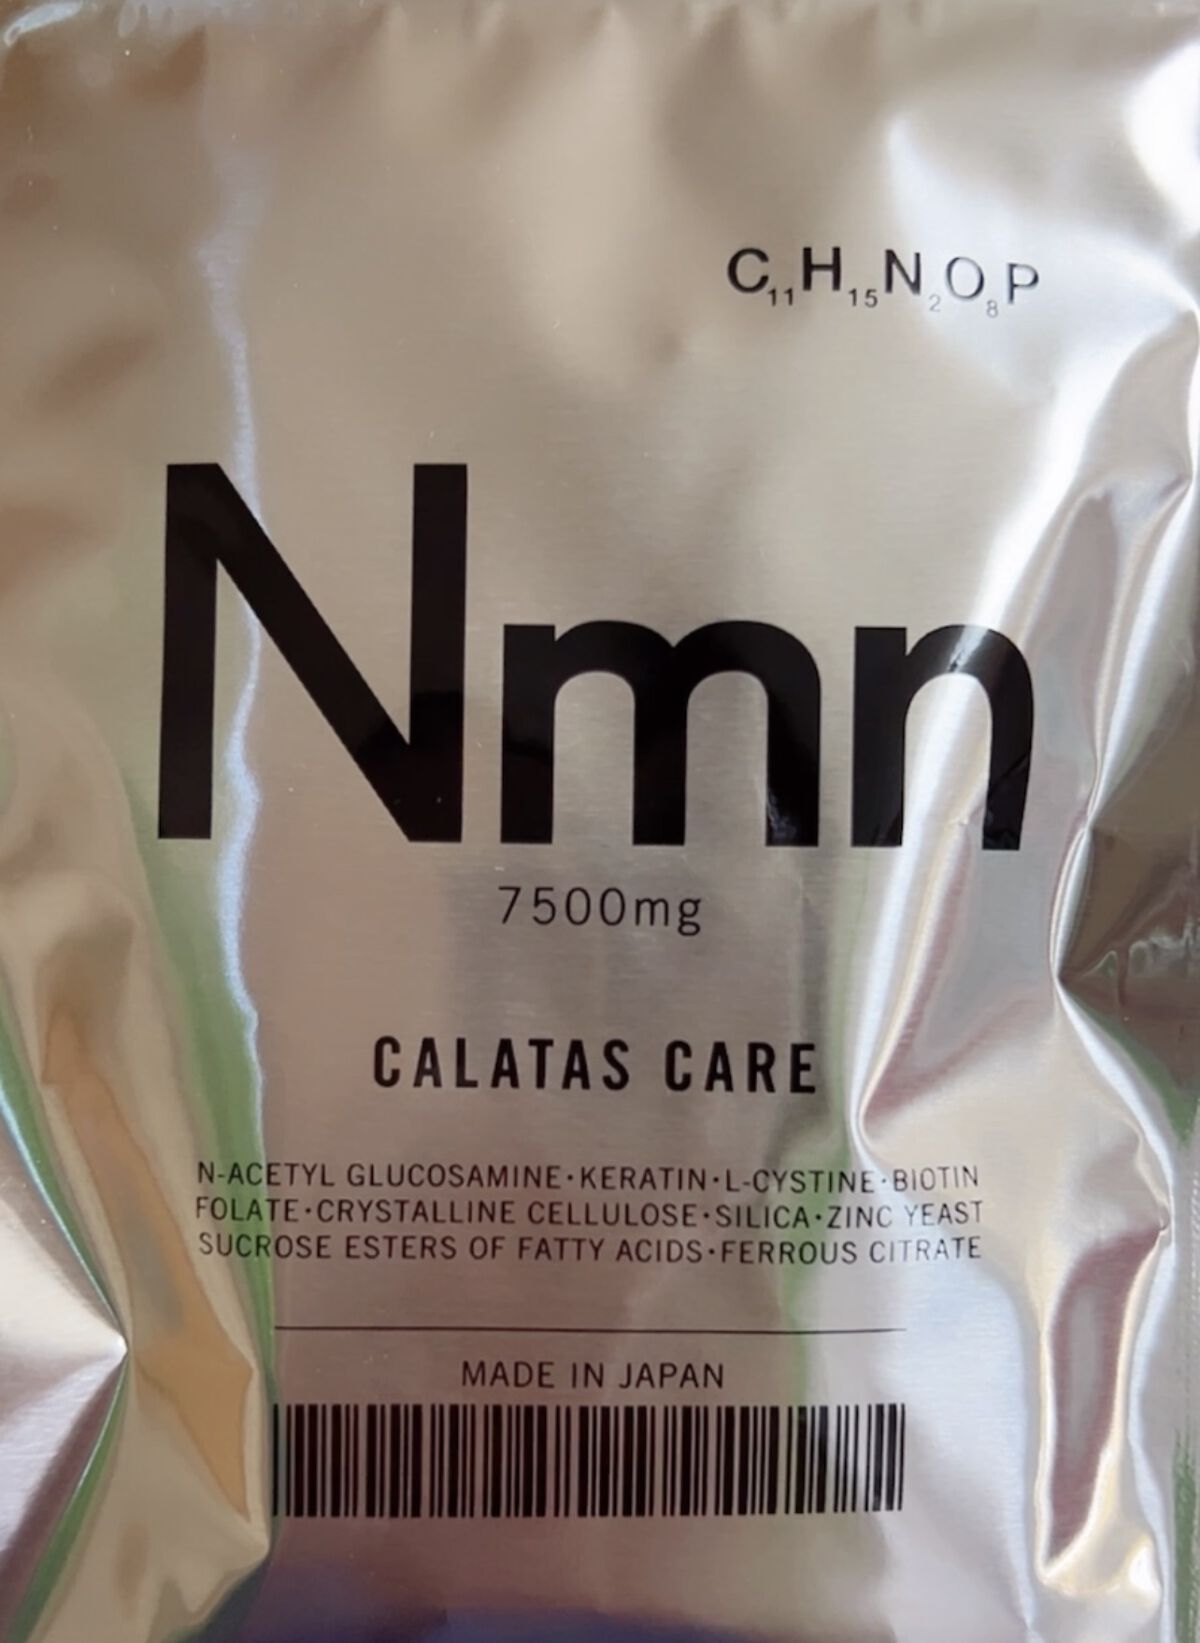 C₁₁H₁₅N₂O₈P
Nmn
7500mg
CALATAS CARE
N-ACETYL GLUCOSAMINE·KERATIN·L-CYSTINE·BIOTIN
FOLATE·CRYSTALLINE CELLULOSE·SILICA·ZINC YEAST
SUCROSE ESTERS OF FATTY ACIDS·FERROUS CITRATE
MADE IN JAPAN